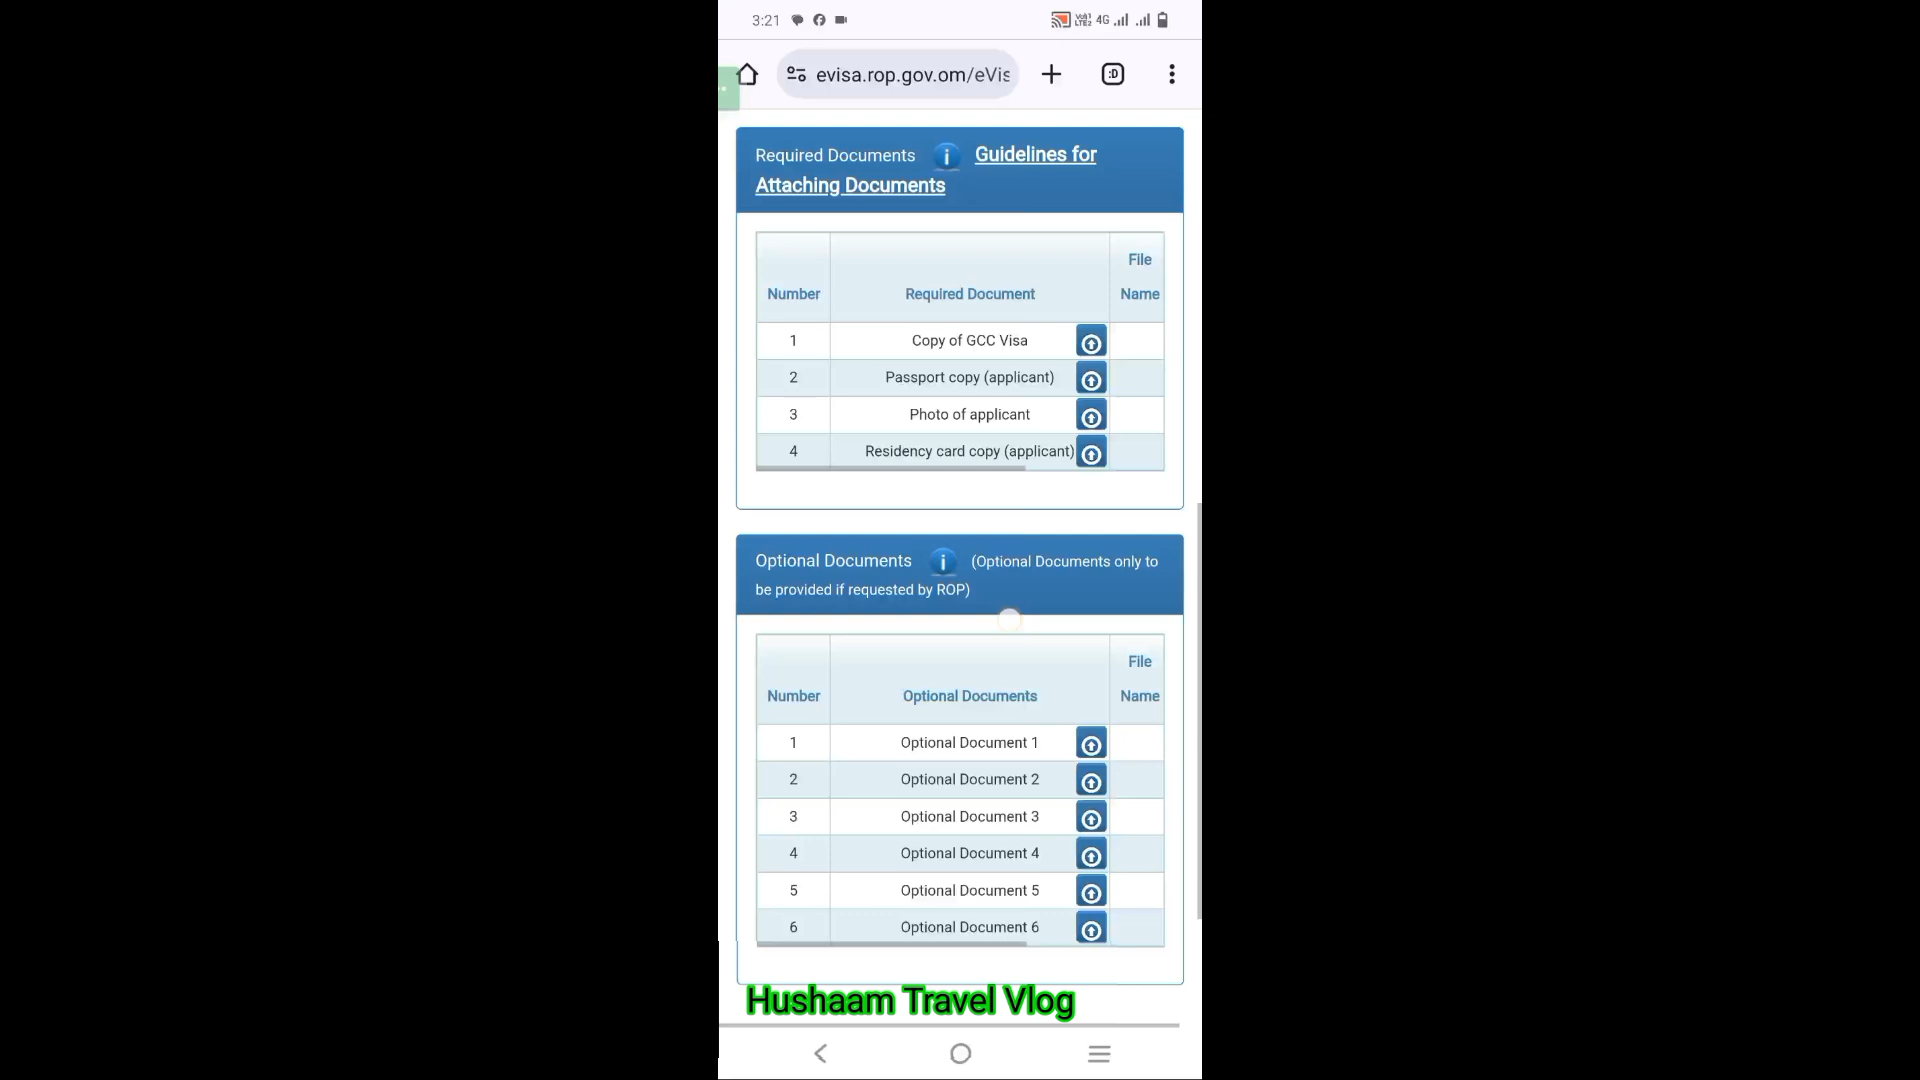 3:21
Vo)) LTE2 4G
evisa.rop.gov.om/eVis
:D
Required Documents i Guidelines for
Attaching Documents
Number Required Document File Name
1 Copy of GCC Visa
2 Passport copy (applicant)
3 Photo of applicant
4 Residency card copy (applicant)
Optional Documents i (Optional Documents only to
be provided if requested by ROP)
Number Optional Documents File Name
1 Optional Document 1
2 Optional Document 2
3 Optional Document 3
4 Optional Document 4
5 Optional Document 5
6 Optional Document 6
Hushaam Travel Vlog